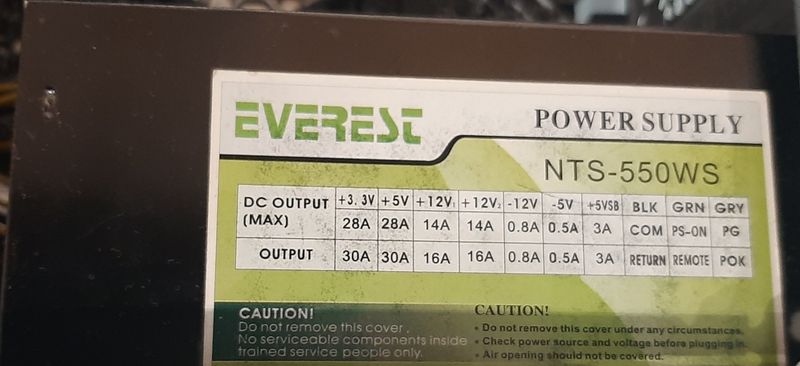 EVEREST
POWER SUPPLY
NTS-550WS
DC OUTPUT (MAX) +3.3V +5V +12V1 +12V2 -12V -5V +5VSB BLK GRN GRY
28A 28A 14A 14A 0.8A 0.5A 3A COM PS-ON PG
OUTPUT 30A 30A 16A 16A 0.8A 0.5A 3A RETURN REMOTE POK
CAUTION!
Do not remove this cover.
No serviceable components inside
trained service people only.
CAUTION!
• Do not remove this cover under any circumstances.
• Check power source and voltage before plugging in.
• Air opening should not be covered.